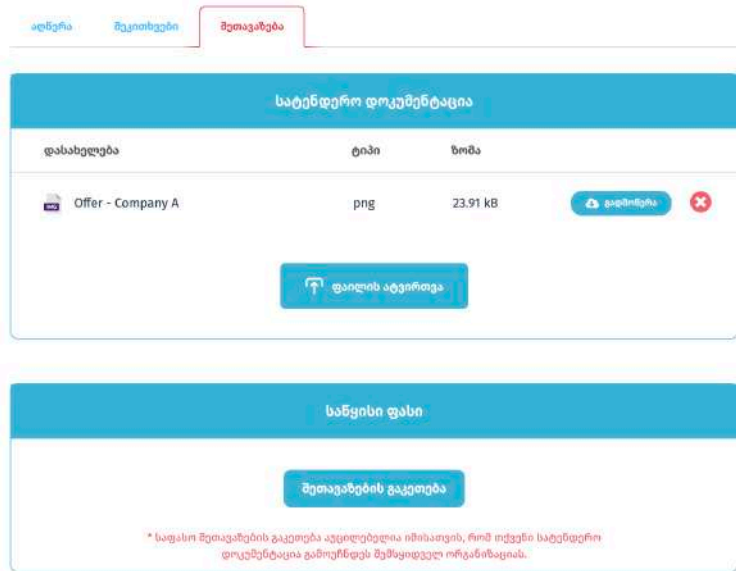 აღწერა შეკითხვები შეთავაზება
სატენდერო დოკუმენტაცია
დასახელება ტიპი ზომა
Offer - Company A png 23.91 kB გადმოწერა
ფაილის ატვირთვა
საწყისი ფასი
შეთავაზების გაკეთება
* საფასო შეთავაზების გაკეთება აუცილებელია იმისათვის, რომ თქვენი სატენდერო
დოკუმენტაცია გამოუჩნდეს შემსყიდველ ორგანიზაციას.